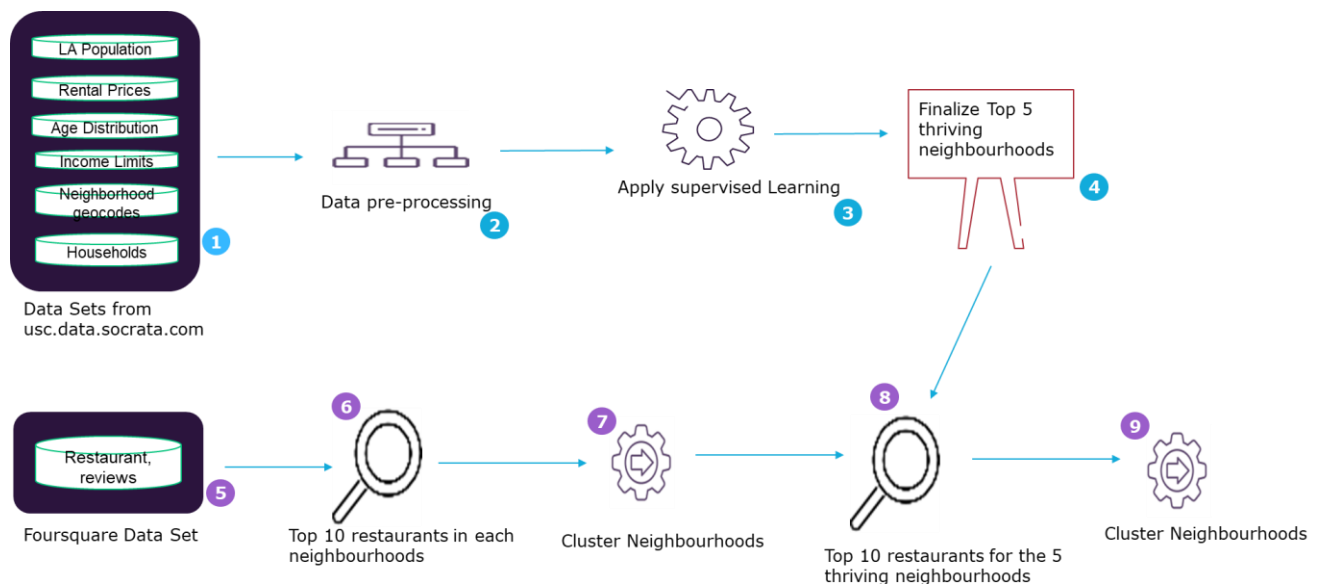 LA Population
Rental Prices
Age Distribution
Income Limits
Neighborhood
geocodes
Households
1
Data Sets from
usc.data.socrata.com
Data pre-processing
2
Apply supervised Learning
3
Finalize Top 5
thriving
neighbourhoods
4
Restaurant,
reviews
5
Foursquare Data Set
6
Top 10 restaurants in each
neighbourhoods
7
Cluster Neighbourhoods
8
Top 10 restaurants for the 5
thriving neighbourhoods
9
Cluster Neighbourhoods